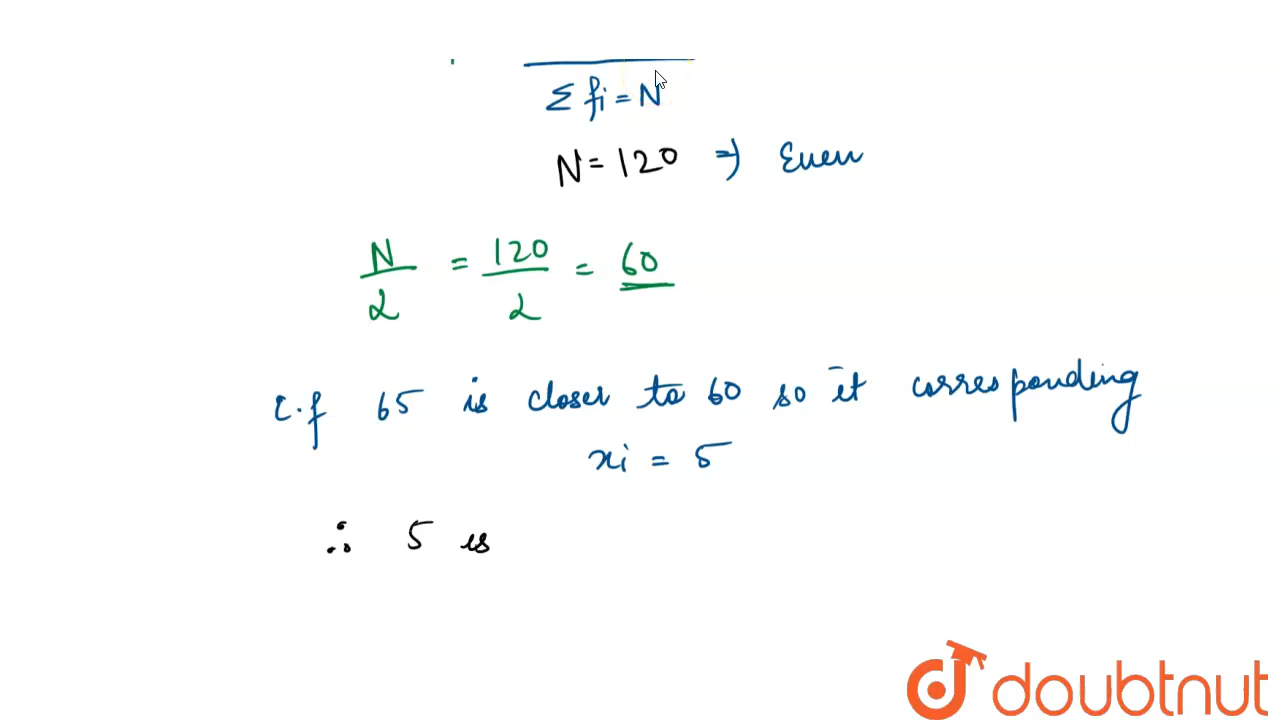 Σ fi = N
N = 120 ⇒ Even
N/2 = 120/2 = 60
c.f 65 is closer to 60 so it corresponding
xi = 5
∴ 5 is
doubtnut